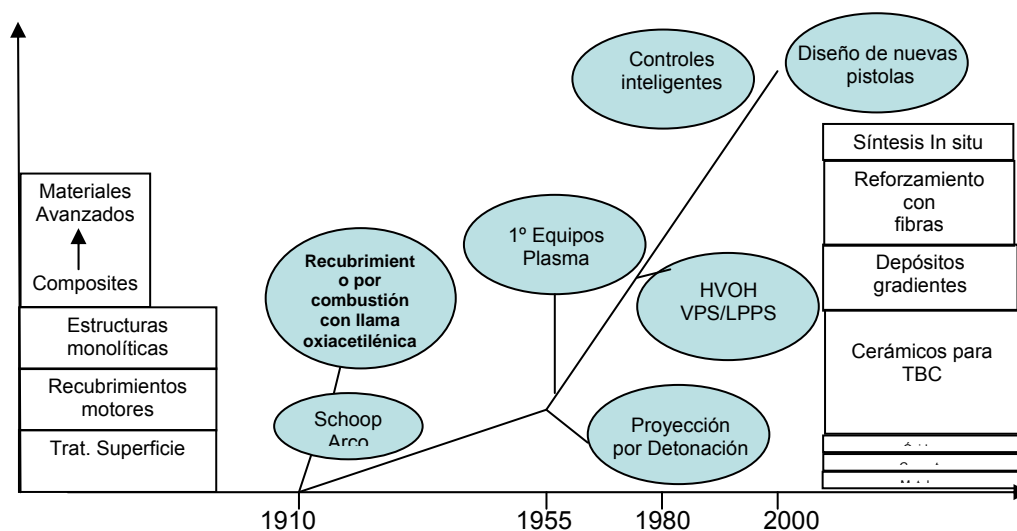 Controles
inteligentes
Diseño de nuevas
pistolas
Síntesis In situ
Materiales
Avanzados
Composites
Reforzamiento
con
fibras
1º Equipos
Plasma
Recubrimient
o por
combustión
con llama
oxiacetilénica
HVOH
VPS/LPPS
Depósitos
gradientes
Estructuras
monolíticas
Cerámicos para
TBC
Recubrimientos
motores
Schoop
Arco
Proyección
por Detonación
Trat. Superficie
1910
1955
1980
2000